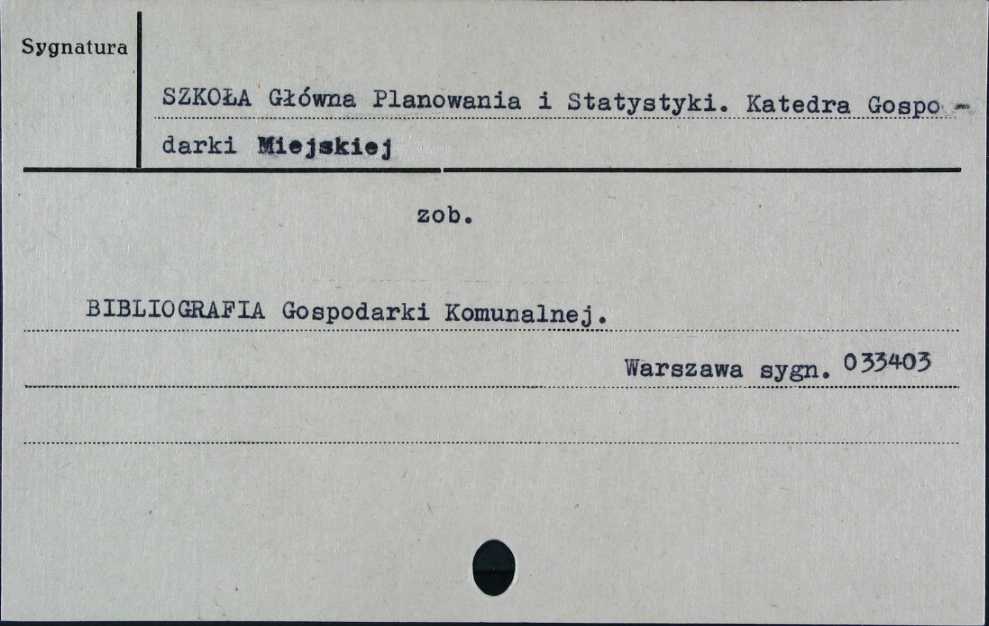 Sygnatura
SZKOŁA Główna Planowania i Statystyki. Katedra Gospo-
darki Miejskiej
zob.
BIBLIOGRAFIA Gospodarki Komunalnej.
Warszawa sygn. 033403